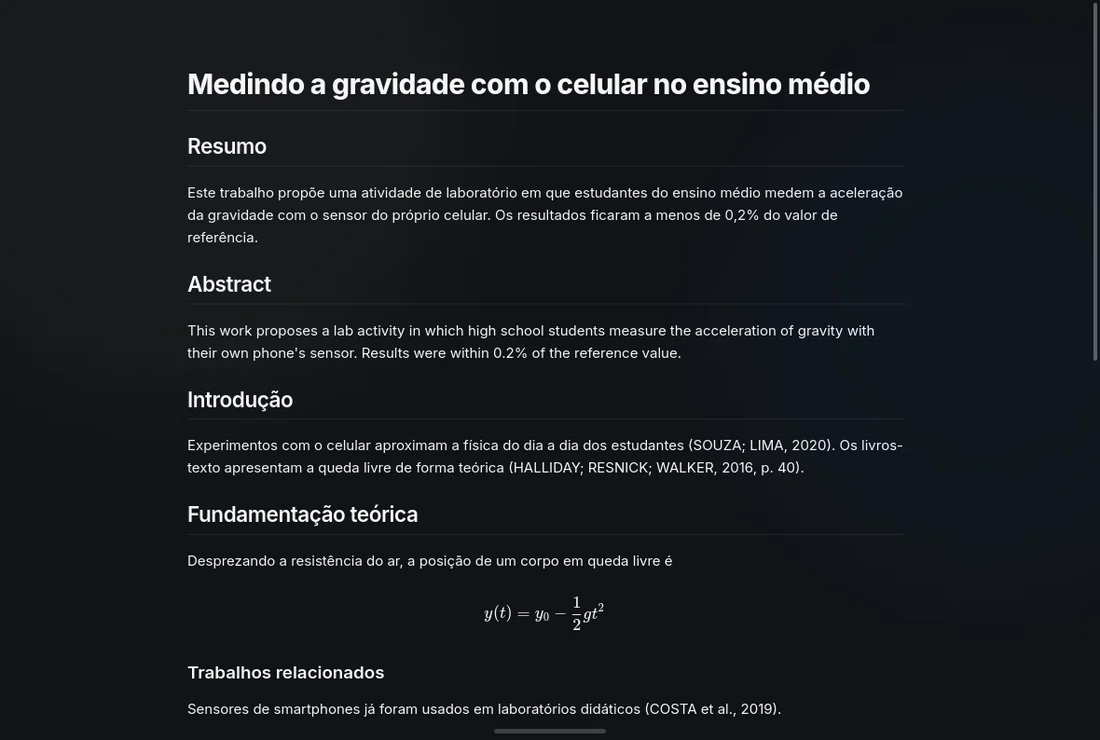 Medindo a gravidade com o celular no ensino médio
Resumo
Este trabalho propõe uma atividade de laboratório em que estudantes do ensino médio medem a aceleração
da gravidade com o sensor do próprio celular. Os resultados ficaram a menos de 0,2% do valor de
referência.
Abstract
This work proposes a lab activity in which high school students measure the acceleration of gravity with
their own phone's sensor. Results were within 0.2% of the reference value.
Introdução
Experimentos com o celular aproximam a física do dia a dia dos estudantes (SOUZA; LIMA, 2020). Os livros-
texto apresentam a queda livre de forma teórica (HALLIDAY; RESNICK; WALKER, 2016, p. 40).
Fundamentação teórica
Desprezando a resistência do ar, a posição de um corpo em queda livre é
y(t) = y₀ − 1/2 gt²
Trabalhos relacionados
Sensores de smartphones já foram usados em laboratórios didáticos (COSTA et al., 2019).